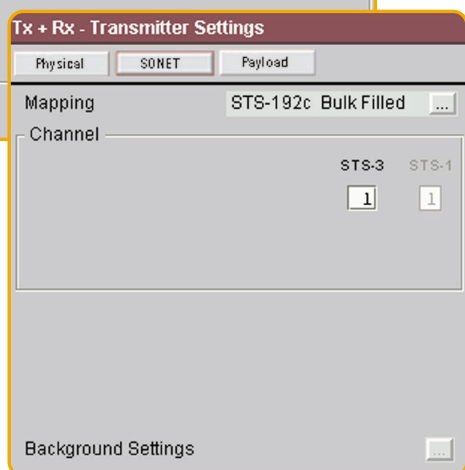 Tx + Rx - Transmitter Settings
Physical SONET Payload
Mapping STS-192c Bulk Filled ...
Channel
STS-3 STS-1
1 1
Background Settings ...